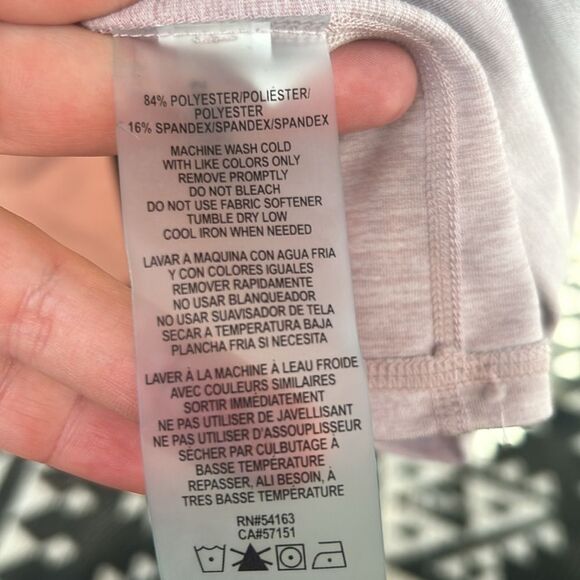 84% POLYESTER/POLIÉSTER/
POLYESTER
16% SPANDEX/SPANDEX/SPANDEX
MACHINE WASH COLD
WITH LIKE COLORS ONLY
REMOVE PROMPTLY
DO NOT BLEACH
DO NOT USE FABRIC SOFTENER
TUMBLE DRY LOW
COOL IRON WHEN NEEDED
LAVAR A MAQUINA CON AGUA FRIA
Y CON COLORES IGUALES
REMOVER RAPIDAMENTE
NO USAR BLANQUEADOR
NO USAR SUAVISADOR DE TELA
SECAR A TEMPERATURA BAJA
PLANCHA FRIA SI NECESITA
LAVER À LA MACHINE À LEAU FROIDE
AVEC COULEURS SIMILAIRES
SORTIR IMMÉDIATEMENT
NE PAS UTILISER DE JAVELLISANT
NE PAS UTILISER D'ASSOUPLISSEUR
SÉCHER PAR CULBUTAGE À
BASSE TEMPÉRATURE
REPASSER, ALI BESOIN, À
TRES BASSE TEMPÉRATURE
RN#54163
CA#57151